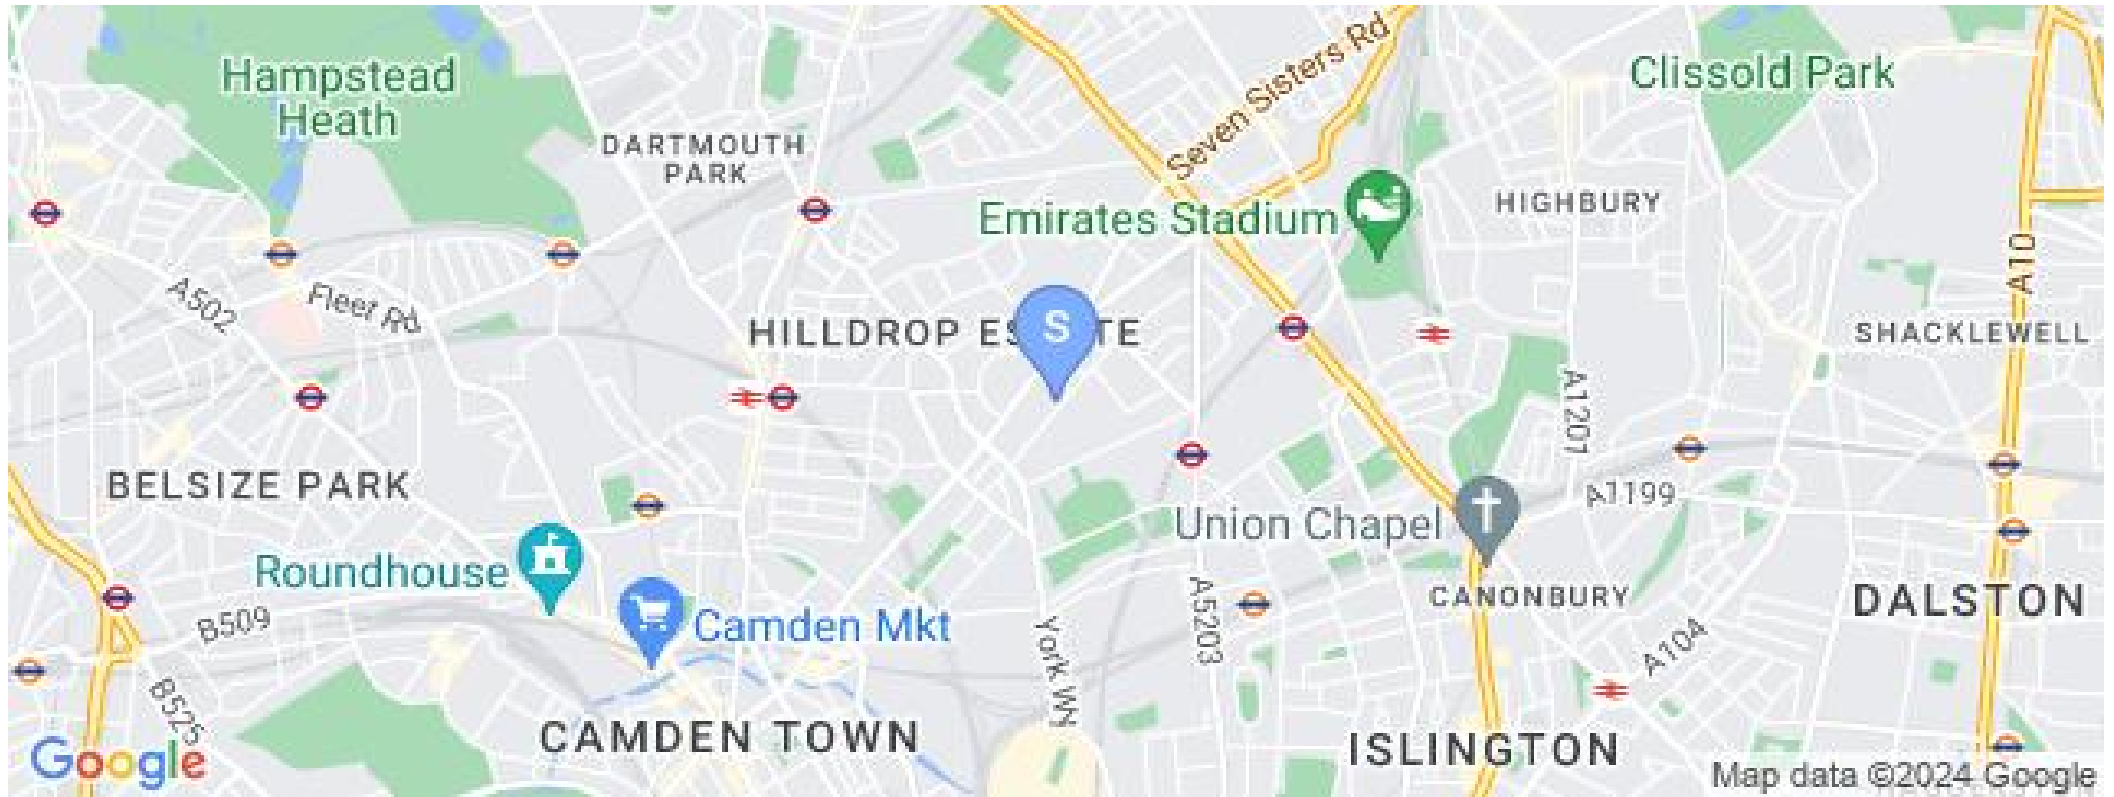 Hampstead
Heath
Seven Sisters Rd
Clissold Park
DARTMOUTH
PARK
Emirates Stadium
HIGHBURY
A10
A502
Fleet Rd
HILLDROP ES TE
S
SHACKLEWELL
A1201
BELSIZE PARK
A1199
Union Chapel
Roundhouse
CANONBURY
DALSTON
B509
Camden Mkt
A5203
York Wy
A104
B525
CAMDEN TOWN
ISLINGTON
Google
Map data ©2024 Google